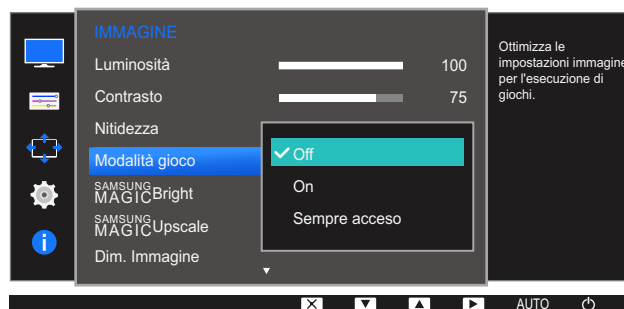 IMMAGINE
Luminosità 100
Contrasto 75
Nitidezza
Modalità gioco
SAMSUNG
MAGICBright
SAMSUNG
MAGICUpscale
Dim. Immagine
Off
On
Sempre acceso
Ottimizza le
impostazioni immagine
per l'esecuzione di
giochi.
AUTO